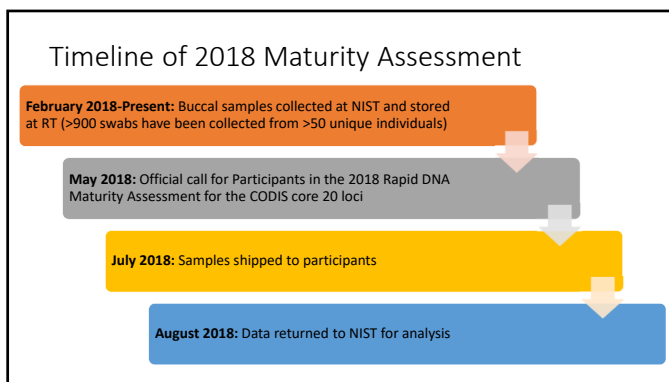 Timeline of 2018 Maturity Assessment
February 2018-Present: Buccal samples collected at NIST and stored
at RT (>900 swabs have been collected from >50 unique individuals)
May 2018: Official call for Participants in the 2018 Rapid DNA
Maturity Assessment for the CODIS core 20 loci
July 2018: Samples shipped to participants
August 2018: Data returned to NIST for analysis